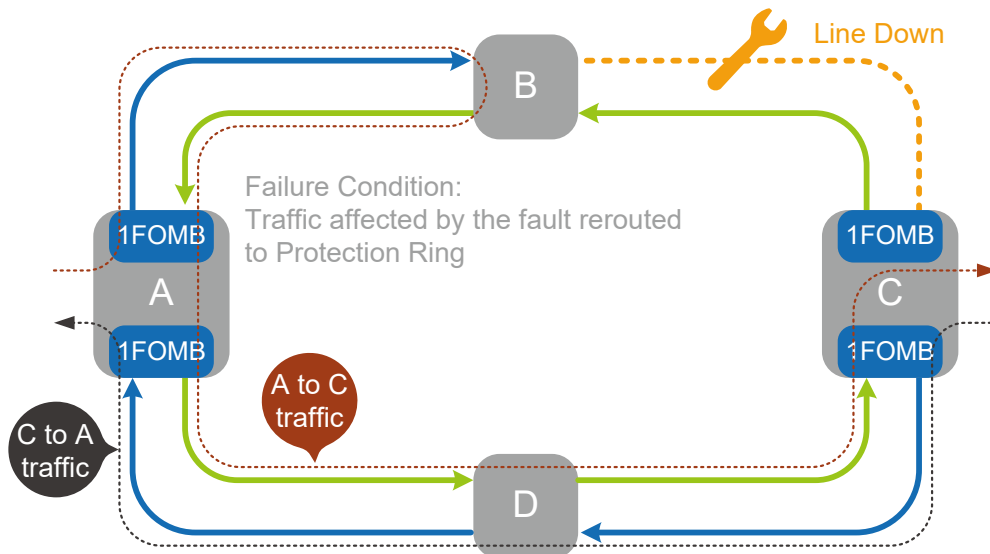 Line Down
B
Failure Condition:
Traffic affected by the fault rerouted
to Protection Ring
1FOMB
A
1FOMB
1FOMB
C
1FOMB
A to C
traffic
C to A
traffic
D